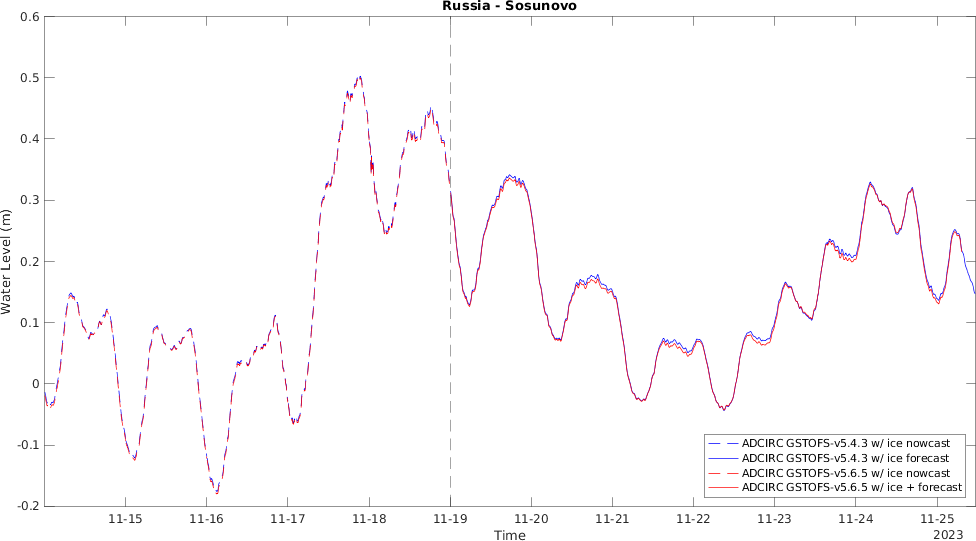 Russia - Sosunovo
0.6
0.5
0.4
0.3
0.2
0.1
0
-0.1
-0.2
Water Level (m)
ADCIRC GSTOFS-v5.4.3 w/ ice nowcast
ADCIRC GSTOFS-v5.4.3 w/ ice forecast
ADCIRC GSTOFS-v5.6.5 w/ ice nowcast
ADCIRC GSTOFS-v5.6.5 w/ ice + forecast
11-15 11-16 11-17 11-18 11-19 11-20 11-21 11-22 11-23 11-24 11-25
Time
2023